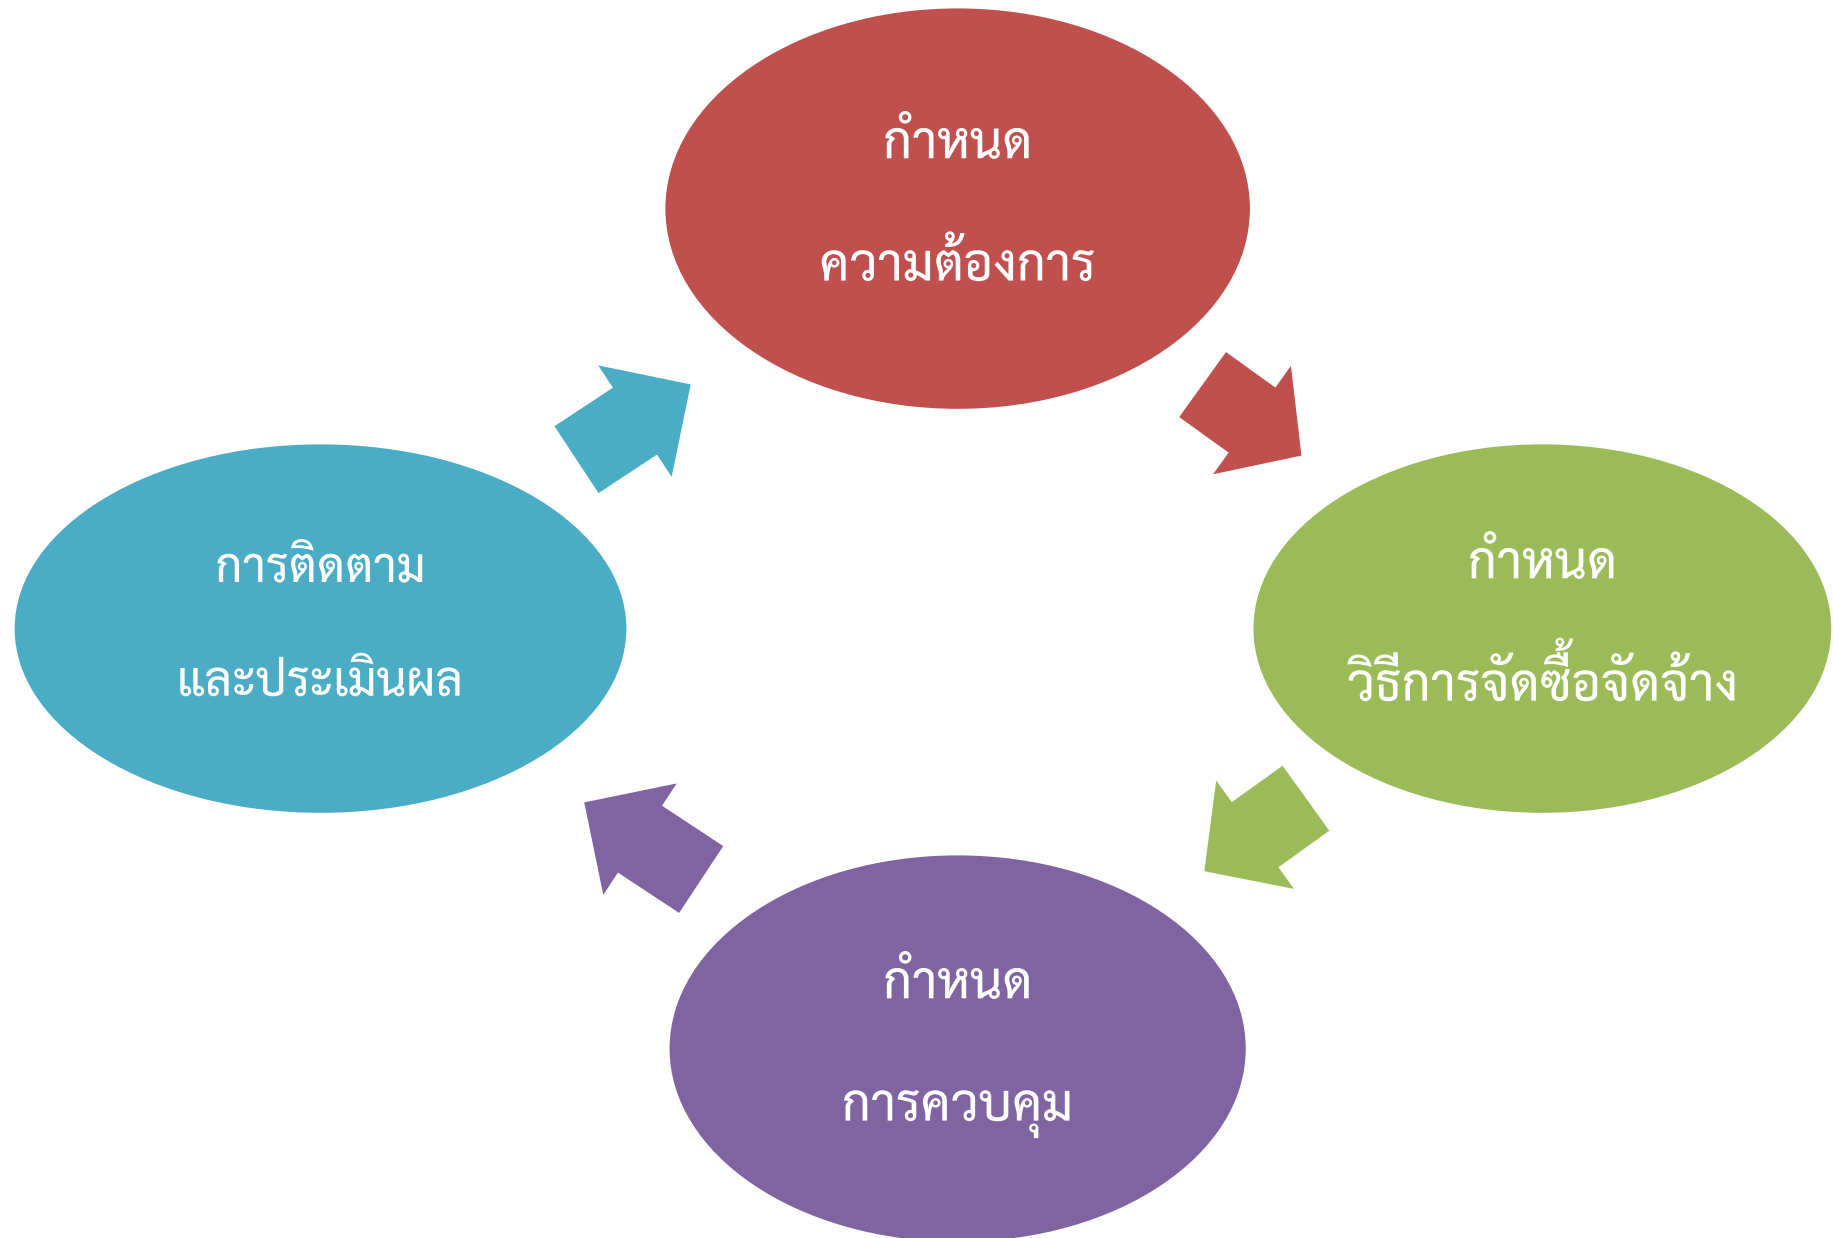 กำหนด
ความต้องการ
กำหนด
วิธีการจัดซื้อจัดจ้าง
กำหนด
การควบคุม
การติดตาม
และประเมินผล